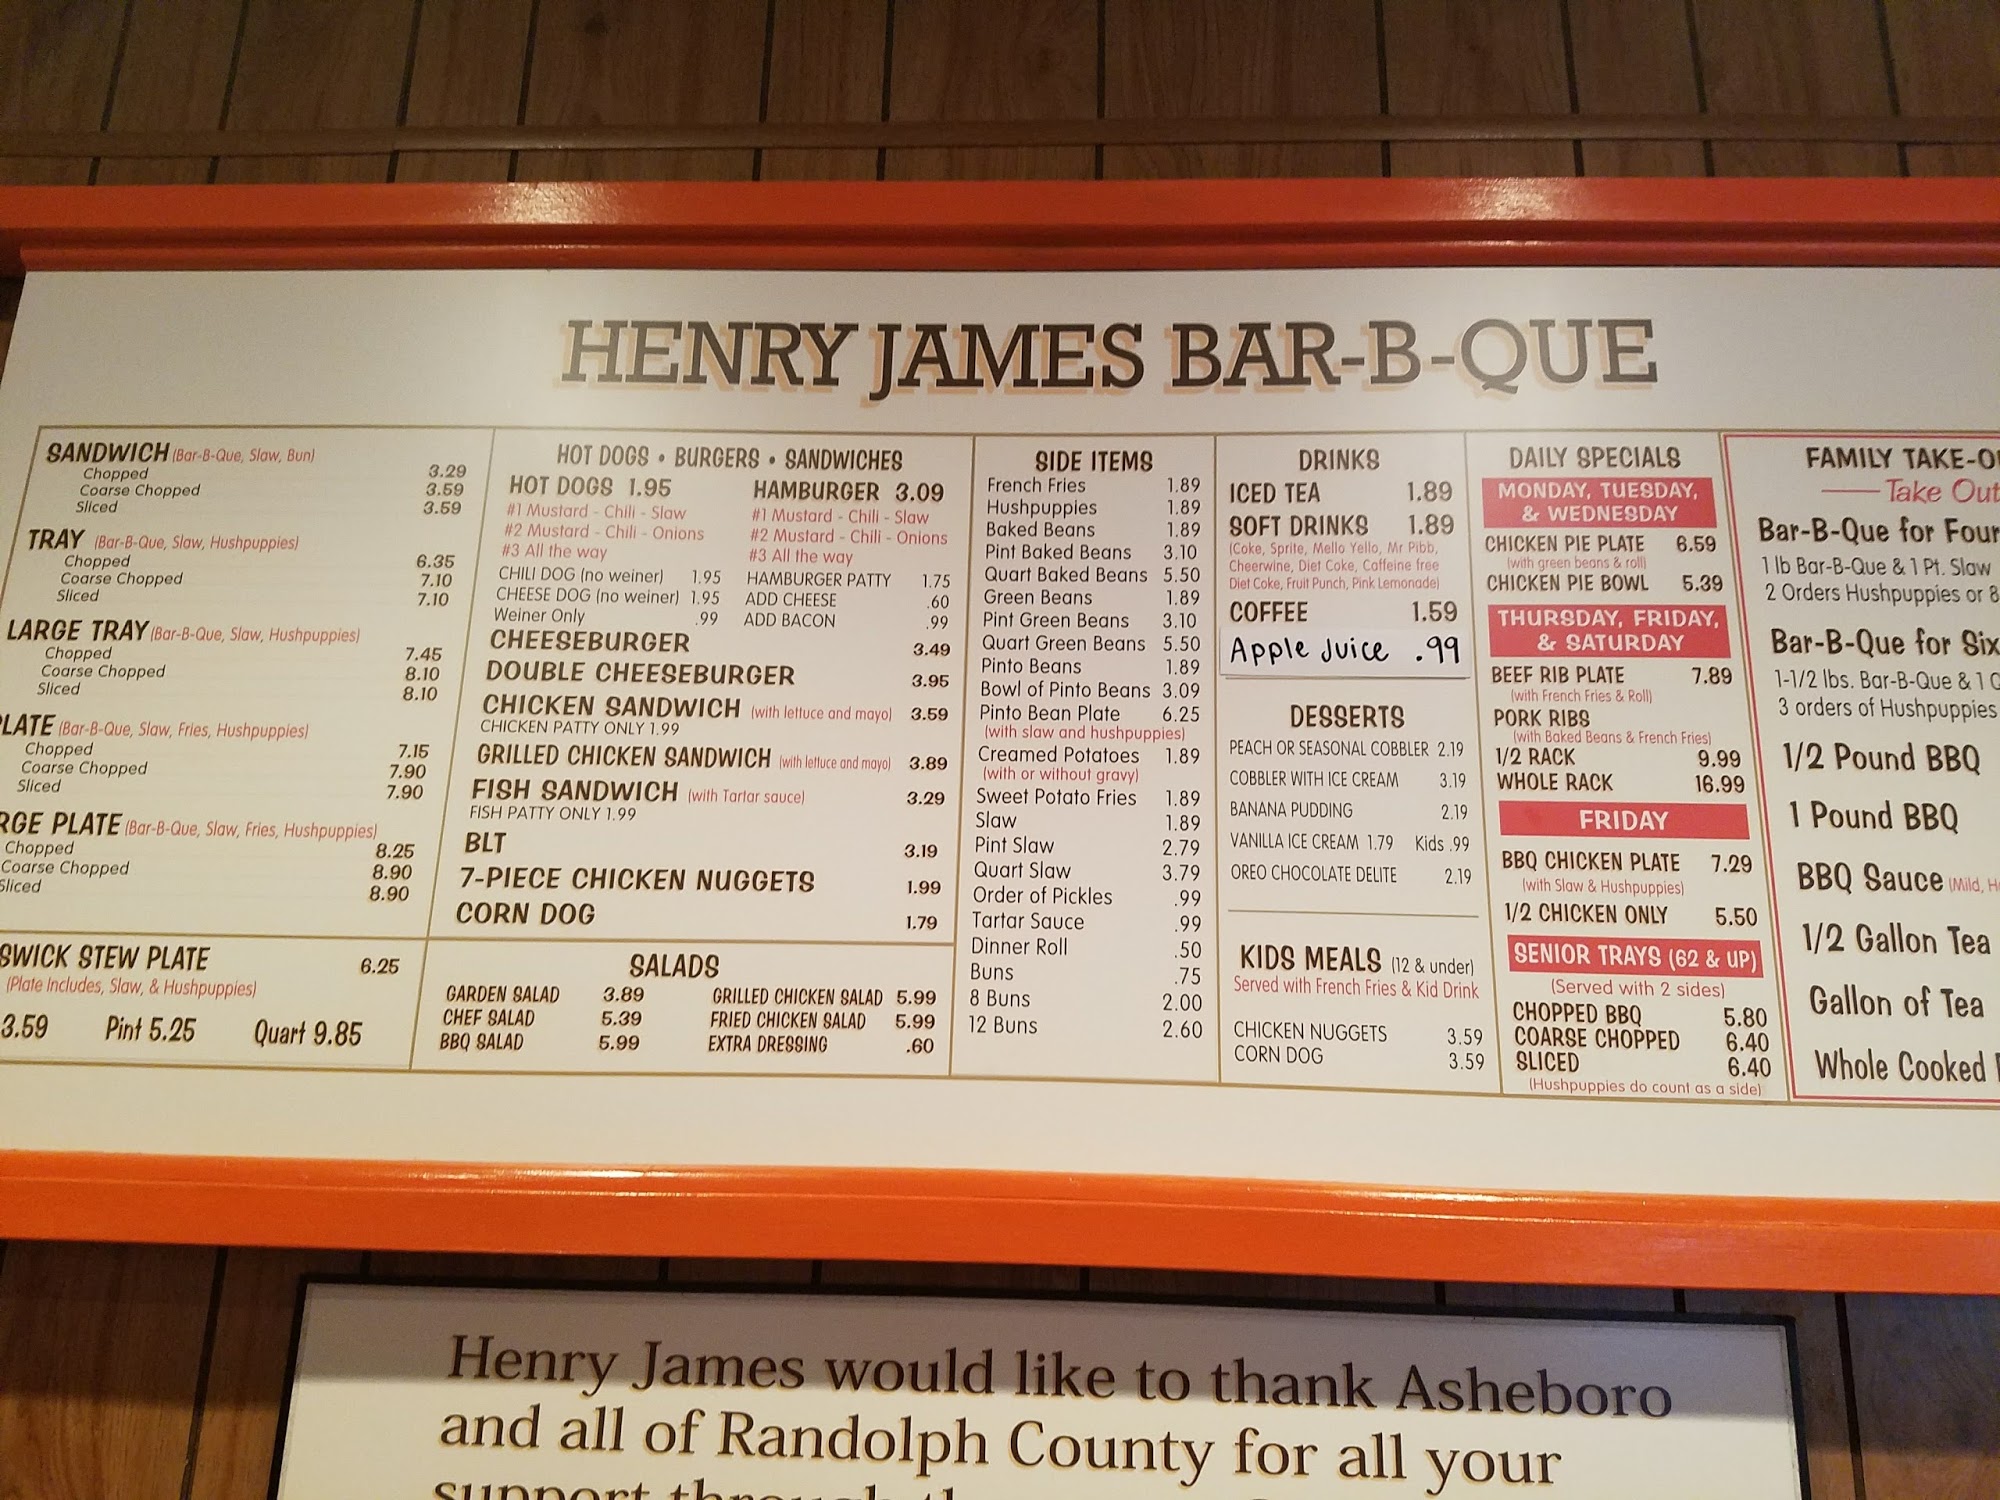 HENRY JAMES BAR-B-QUE
SANDWICH (Bar-B-Que, Slaw, Bun)
Chopped 3.29
Coarse Chopped 3.59
Sliced 3.59
TRAY (Bar-B-Que, Slaw, Hushpuppies)
Chopped 6.35
Coarse Chopped 7.10
Sliced 7.10
LARGE TRAY (Bar-B-Que, Slaw, Hushpuppies)
Chopped 7.45
Coarse Chopped 8.10
Sliced 8.10
LATE (Bar-B-Que, Slaw, Fries, Hushpuppies)
Chopped 7.15
Coarse Chopped 7.90
Sliced 7.90
RGE PLATE (Bar-B-Que, Slaw, Fries, Hushpuppies)
Chopped 8.25
Coarse Chopped 8.90
Sliced 8.90
SWICK STEW PLATE 6.25
(Plate Includes, Slaw, & Hushpuppies)
3.59 Pint 5.25 Quart 9.85
HOT DOGS • BURGERS • SANDWICHES
HOT DOGS 1.95
#1 Mustard - Chili - Slaw
#2 Mustard - Chili - Onions
#3 All the way
CHILI DOG (no weiner) 1.95
CHEESE DOG (no weiner) 1.95
Weiner Only .99
HAMBURGER 3.09
#1 Mustard - Chili - Slaw
#2 Mustard - Chili - Onions
#3 All the way
HAMBURGER PATTY 1.75
ADD CHEESE .60
ADD BACON .99
CHEESEBURGER 3.49
DOUBLE CHEESEBURGER 3.95
CHICKEN SANDWICH (with lettuce and mayo) 3.59
CHICKEN PATTY ONLY 1.99
GRILLED CHICKEN SANDWICH (with lettuce and mayo) 3.89
FISH SANDWICH (with Tartar sauce) 3.29
FISH PATTY ONLY 1.99
BLT 3.19
7-PIECE CHICKEN NUGGETS 1.99
CORN DOG 1.79
SALADS
GARDEN SALAD 3.89
CHEF SALAD 5.39
BBQ SALAD 5.99
GRILLED CHICKEN SALAD 5.99
FRIED CHICKEN SALAD 5.99
EXTRA DRESSING .60
SIDE ITEMS
French Fries 1.89
Hushpuppies 1.89
Baked Beans 1.89
Pint Baked Beans 3.10
Quart Baked Beans 5.50
Green Beans 1.89
Pint Green Beans 3.10
Quart Green Beans 5.50
Pinto Beans 1.89
Bowl of Pinto Beans 3.09
Pinto Bean Plate 6.25
(with slaw and hushpuppies)
Creamed Potatoes 1.89
(with or without gravy)
Sweet Potato Fries 1.89
Slaw 1.89
Pint Slaw 2.79
Quart Slaw 3.79
Order of Pickles .99
Tartar Sauce .99
Dinner Roll .50
Buns .75
8 Buns 2.00
12 Buns 2.60
DRINKS
ICED TEA 1.89
SOFT DRINKS 1.89
(Coke, Sprite, Mello Yello, Mr Pibb,
Cheerwine, Diet Coke, Caffeine free
Diet Coke, Fruit Punch, Pink Lemonade)
COFFEE 1.59
Apple Juice .99
DESSERTS
PEACH OR SEASONAL COBBLER 2.19
COBBLER WITH ICE CREAM 3.19
BANANA PUDDING 2.19
VANILLA ICE CREAM 1.79 Kids .99
OREO CHOCOLATE DELITE 2.19
KIDS MEALS (12 & under)
Served with French Fries & Kid Drink
CHICKEN NUGGETS 3.59
CORN DOG 3.59
DAILY SPECIALS
MONDAY, TUESDAY,
& WEDNESDAY
CHICKEN PIE PLATE 6.59
(with green beans & roll)
CHICKEN PIE BOWL 5.39
THURSDAY, FRIDAY,
& SATURDAY
BEEF RIB PLATE 7.89
(with French Fries & Roll)
PORK RIBS
(with Baked Beans & French Fries)
1/2 RACK 9.99
WHOLE RACK 16.99
FRIDAY
BBQ CHICKEN PLATE 7.29
(with Slaw & Hushpuppies)
1/2 CHICKEN ONLY 5.50
SENIOR TRAYS (62 & UP)
(Served with 2 sides)
CHOPPED BBQ 5.80
COARSE CHOPPED 6.40
SLICED 6.40
(Hushpuppies do count as a side)
FAMILY TAKE-O
Take Out
Bar-B-Que for Four
1 lb Bar-B-Que & 1 Pt. Slaw
2 Orders Hushpuppies or 8
Bar-B-Que for Six
1-1/2 lbs. Bar-B-Que & 1 Q
3 orders of Hushpuppies
1/2 Pound BBQ
1 Pound BBQ
BBQ Sauce (Mild, H
1/2 Gallon Tea
Gallon of Tea
Whole Cooked
Henry James would like to thank Asheboro
and all of Randolph County for all your
support through